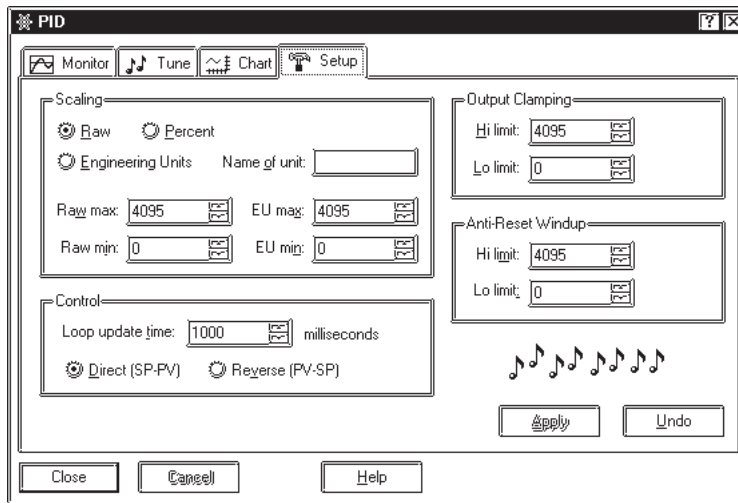 PID
Monitor Tune Chart Setup
Scaling
Raw Percent
Engineering Units Name of unit:
Raw max: 4095 EU max: 4095
Raw min: 0 EU min: 0
Control
Loop update time: 1000 milliseconds
Direct (SP-PV) Reverse (PV-SP)
Output Clamping
Hi limit: 4095
Lo limit: 0
Anti-Reset Windup
Hi limit: 4095
Lo limit: 0
Apply Undo
Close Cancel Help